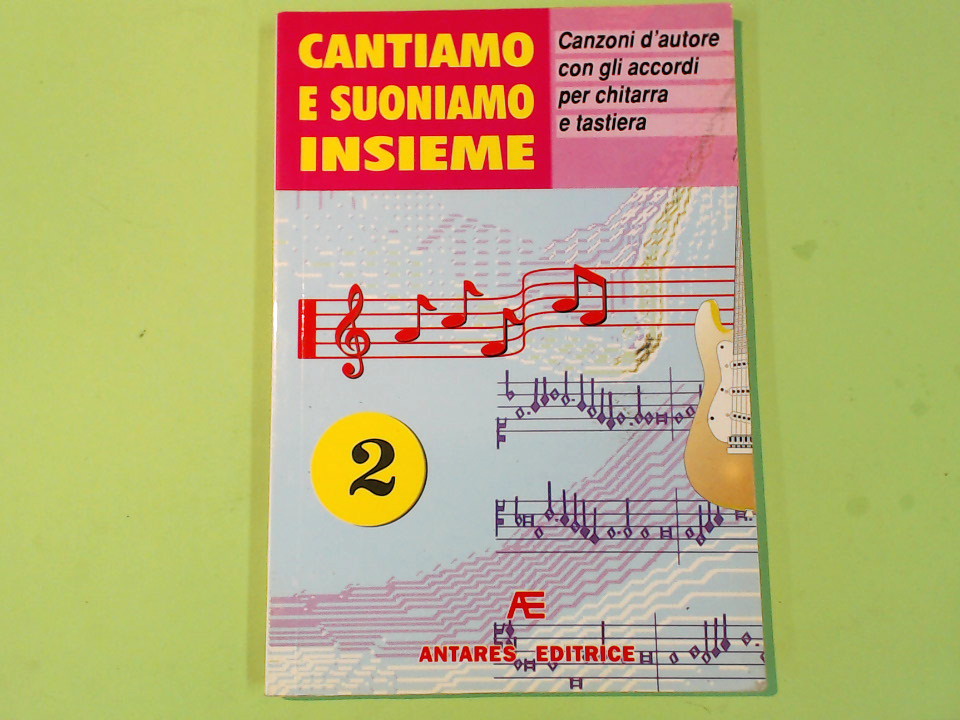 CANTIAMO
E SUONIAMO
INSIEME
Canzoni d'autore
con gli accordi
per chitarra
e tastiera
2
Æ
ANTARES EDITRICE